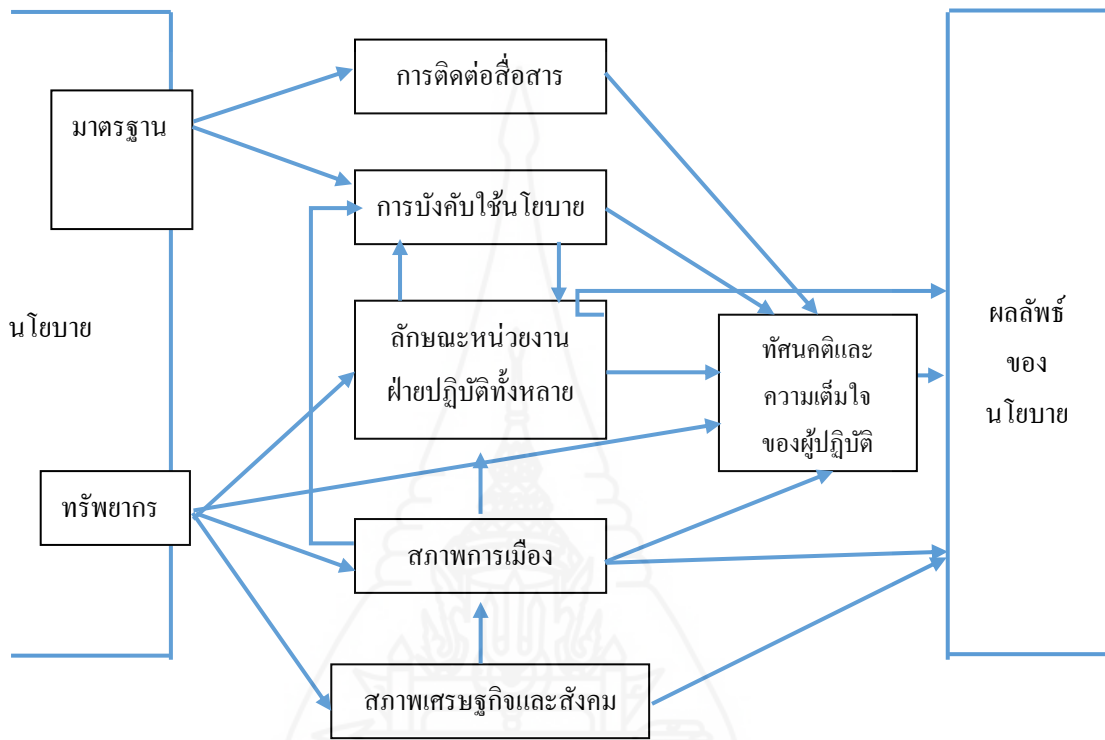 การติดต่อสื่อสาร
มาตรฐาน
การบังคับใช้นโยบาย
นโยบาย
ลักษณะหน่วยงาน
ฝ่ายปฏิบัติทั้งหลาย
ทัศนคติและ
ความเต็มใจ
ของผู้ปฏิบัติ
ผลลัพธ์
ของ
นโยบาย
ทรัพยากร
สภาพการเมือง
สภาพเศรษฐกิจและสังคม